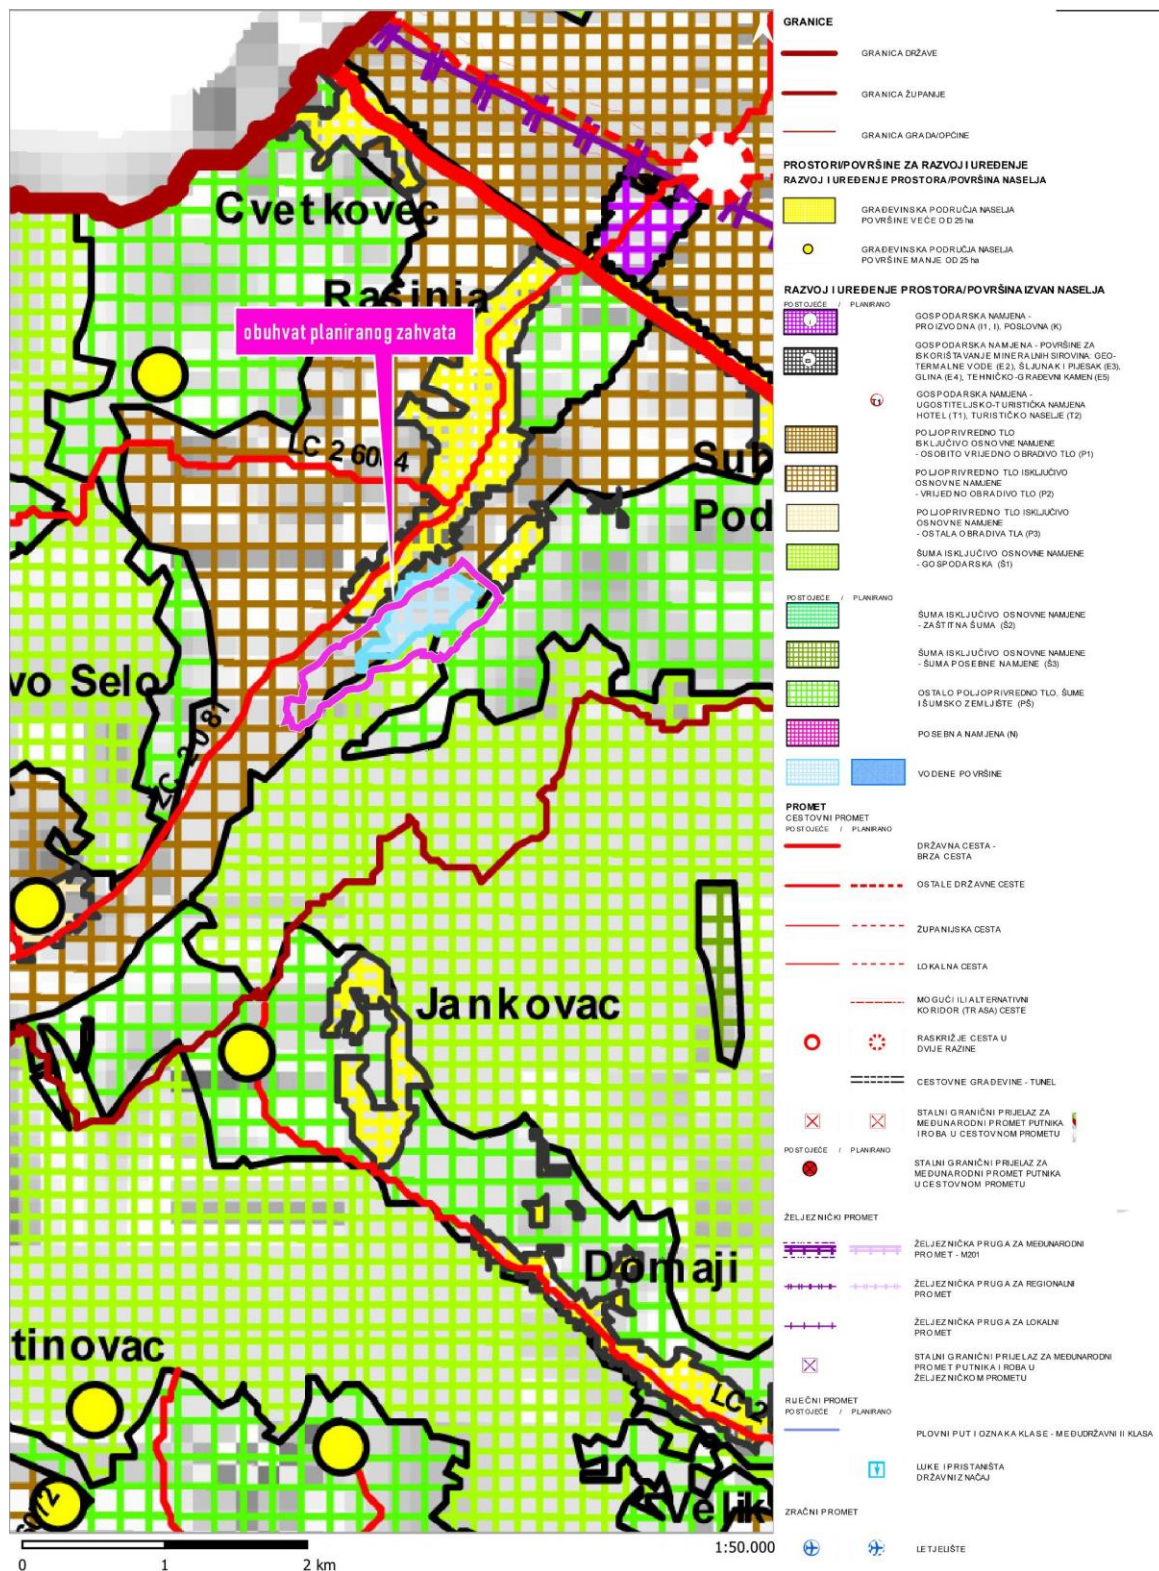 Cvetkovec
Rasinja
obuhvat planiranog zahvata
Sub
Pod
vo Selo
ŽC 2081
Jankovac
Domaji
LC 2
tinovac
Velik
0 1 2 km
1:50.000
GRANICE
GRANICA DRŽAVE
GRANICA ŽUPANIJE
GRANICA GRADA/OPĆINE
PROSTORI/POVRŠINE ZA RAZVOJ I UREĐENJE
RAZVOJ I UREĐENJE PROSTORA/POVRŠINA NASELJA
GRAĐEVINSKA PODRUČJA NASELJA
POVRŠINE VEĆE OD 25 ha
GRAĐEVINSKA PODRUČJA NASELJA
POVRŠINE MANJE OD 25 ha
RAZVOJ I UREĐENJE PROSTORA/POVRŠINA IZVAN NASELJA
POSTOJEĆE / PLANIRANO
GOSPODARSKA NAMJENA -
PROIZVODNA (I1, I), POSLOVNA (K)
GOSPODARSKA NAMJENA - POVRŠINE ZA
ISKORIŠTAVANJE MINERALNIH SIROVINA: GEO-
TERMALNE VODE (E2), ŠLJUNAK I PIJESAK (E3),
GLINA (E4), TEHNIČKO-GRAĐEVNI KAMEN (E5)
T1
GOSPODARSKA NAMJENA -
UGOSTITELJSKO-TURISTIČKA NAMJENA
HOTEL (T1), TURISTIČKO NASELJE (T2)
POLJOPRIVREDNO TLO
ISKLJUČIVO OSNOVNE NAMJENE
- OSOBITO VRIJEDNO OBRADIVO TLO (P1)
POLJOPRIVREDNO TLO ISKLJUČIVO
OSNOVNE NAMJENE
- VRIJEDNO OBRADIVO TLO (P2)
POLJOPRIVREDNO TLO ISKLJUČIVO
OSNOVNE NAMJENE
- OSTALA OBRADIVA TLA (P3)
ŠUMA ISKLJUČIVO OSNOVNE NAMJENE
- GOSPODARSKA (Š1)
POSTOJEĆE / PLANIRANO
ŠUMA ISKLJUČIVO OSNOVNE NAMJENE
- ZAŠTITNA ŠUMA (Š2)
ŠUMA ISKLJUČIVO OSNOVNE NAMJENE
- ŠUMA POSEBNE NAMJENE (Š3)
OSTALO POLJOPRIVREDNO TLO, ŠUME
I ŠUMSKO ZEMLJIŠTE (PŠ)
POSEBNA NAMJENA (N)
VODENE POVRŠINE
PROMET
CESTOVNI PROMET
POSTOJEĆE / PLANIRANO
DRŽAVNA CESTA -
BRZA CESTA
OSTALE DRŽAVNE CESTE
ŽUPANIJSKA CESTA
LOKALNA CESTA
MOGUĆI ILI ALTERNATIVNI
KORIDOR (TRASA) CESTE
RASKRIŽJE CESTA U
DVIJE RAZINE
CESTOVNE GRAĐEVINE - TUNEL
STALNI GRANIČNI PRIJELAZ ZA
MEĐUNARODNI PROMET PUTNIKA
I ROBA U CESTOVNOM PROMETU
POSTOJEĆE / PLANIRANO
STALNI GRANIČNI PRIJELAZ ZA
MEĐUNARODNI PROMET PUTNIKA
U CESTOVNOM PROMETU
ŽELJEZNIČKI PROMET
ŽELJEZNIČKA PRUGA ZA MEĐUNARODNI
PROMET - M201
ŽELJEZNIČKA PRUGA ZA REGIONALNI
PROMET
ŽELJEZNIČKA PRUGA ZA LOKALNI
PROMET
STALNI GRANIČNI PRIJELAZ ZA MEĐUNARODNI
PROMET PUTNIKA I ROBA U
ŽELJEZNIČKOM PROMETU
RIJEČNI PROMET
POSTOJEĆE / PLANIRANO
PLOVNI PUT I OZNAKA KLASE - MEĐUDRŽAVNI II KLASA
LUKE I PRISTANIŠTA
DRŽAVNI ZNAČAJ
ZRAČNI PROMET
LETJELIŠTE